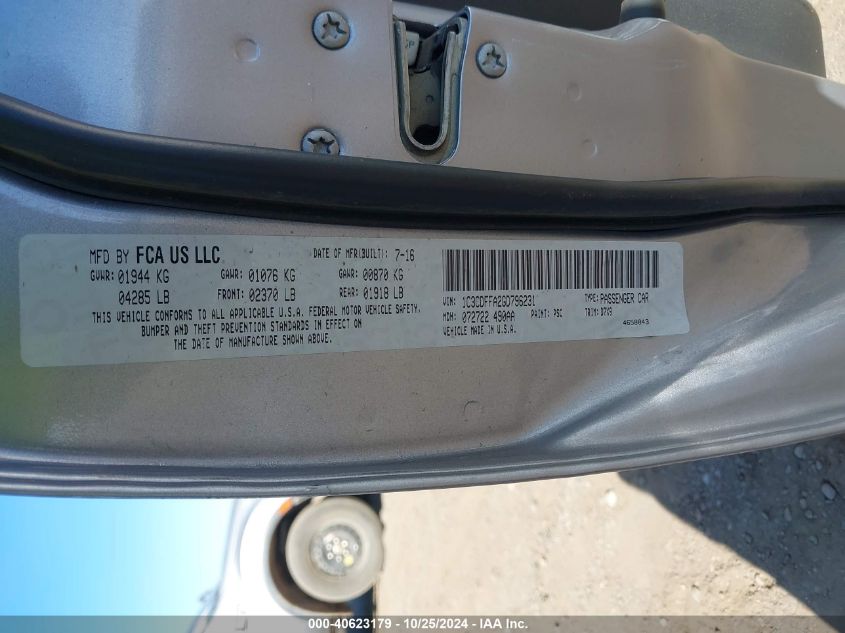 MFD BY FCA US LLC DATE OF MFR(BUILT): 7-16
GVWR: 01944 KG GAWR: 01076 KG GAWR: 00870 KG
04285 LB FRONT: 02370 LB REAR: 01918 LB
THIS VEHICLE CONFORMS TO ALL APPLICABLE U.S.A. FEDERAL MOTOR VEHICLE SAFETY,
BUMPER AND THEFT PREVENTION STANDARDS IN EFFECT ON
THE DATE OF MANUFACTURE SHOWN ABOVE.
VIN: 1C3CDFFA2GD796231 TYPE: PASSENGER CAR
MDH: 072722 490AA PAINT: PSC TRIM:
VEHICLE MADE IN U.S.A. 4658043
000-40623179 - 10/25/2024 - IAA Inc.